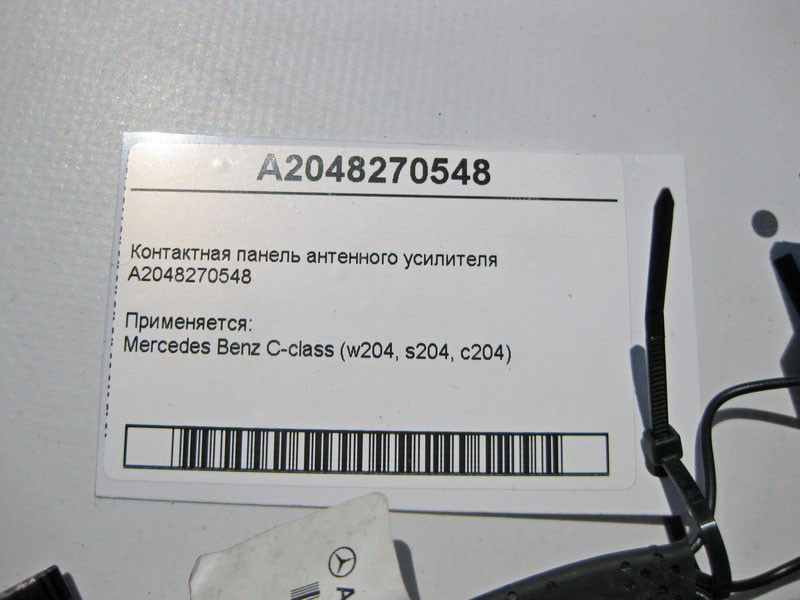 A2048270548
Контактная панель антенного усилителя
A2048270548
Применяется:
Mercedes Benz C-class (w204, s204, c204)
A